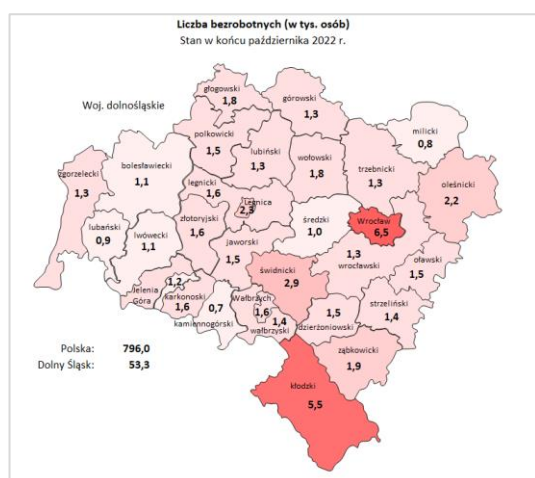 Liczba bezrobotnych (w tys. osób)
Stan w końcu października 2022 r.
Woj. dolnośląskie
głogowski
1,8
górowski
1,3
milicki
0,8
polkowicki
1,5
lubiński
1,3
wołowski
1,8
trzebnicki
1,3
oleśnicki
2,2
zgorzelecki
1,3
bolesławiecki
1,1
legnicki
1,6
Legnica
2,3
złotoryjski
1,6
średzki
1,0
Wrocław
6,5
lubański
0,9
lwówecki
1,1
jaworski
1,5
1,3
wrocławski
oławski
1,5
świdnicki
2,9
Jelenia
Góra
1,2
karkonoski
1,6
0,7
kamiennogórski
Wałbrzych
1,6
1,4
wałbrzyski
1,5
dzierżoniowski
strzeliński
1,4
ząbkowicki
1,9
kłodzki
5,5
Polska: 796,0
Dolny Śląsk: 53,3